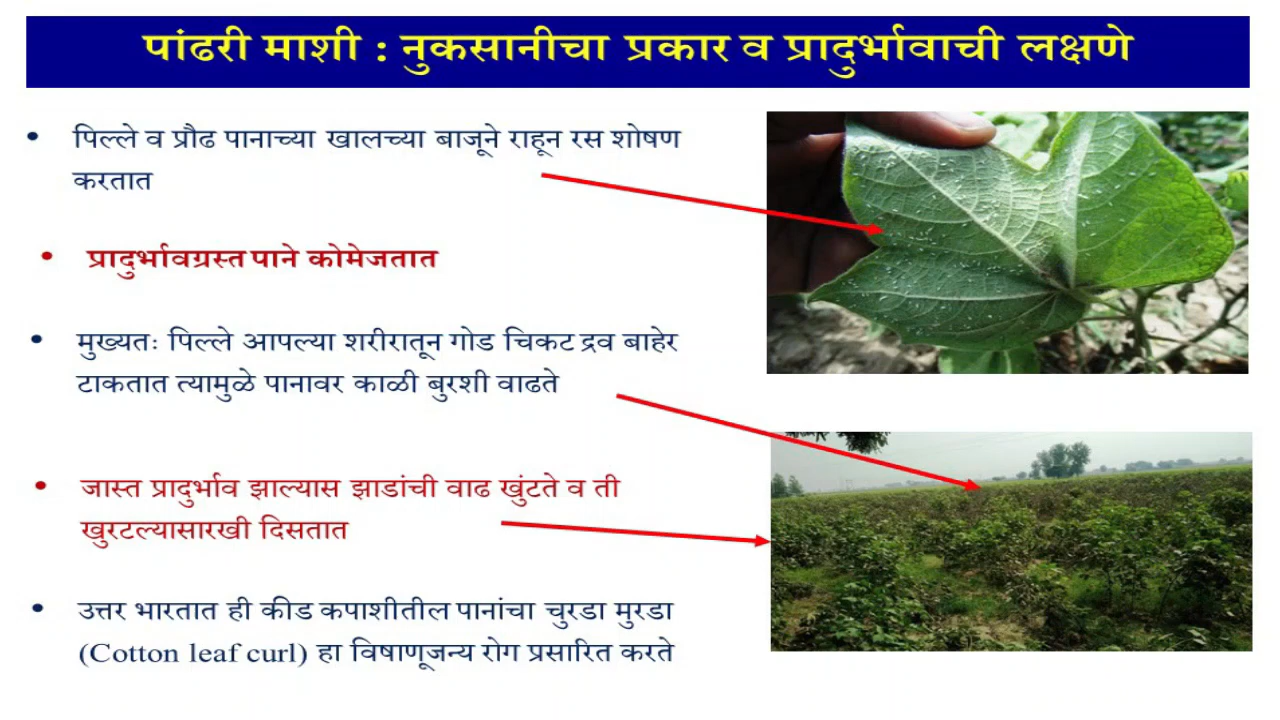 पांढरी माशी : नुकसानीचा प्रकार व प्रादुर्भावाची लक्षणे
• पिल्ले व प्रौढ पानाच्या खालच्या बाजूने राहून रस शोषण
करतात
• प्रादुर्भावग्रस्त पाने कोमेजतात
• मुख्यतः पिल्ले आपल्या शरीरातून गोड चिकट द्रव बाहेर
टाकतात त्यामुळे पानावर काळी बुरशी वाढते
• जास्त प्रादुर्भाव झाल्यास झाडांची वाढ खुंटते व ती
खुरटल्यासारखी दिसतात
• उत्तर भारतात ही कीड कपाशीतील पानांचा चुरडा मुरडा
(Cotton leaf curl) हा विषाणूजन्य रोग प्रसारित करते